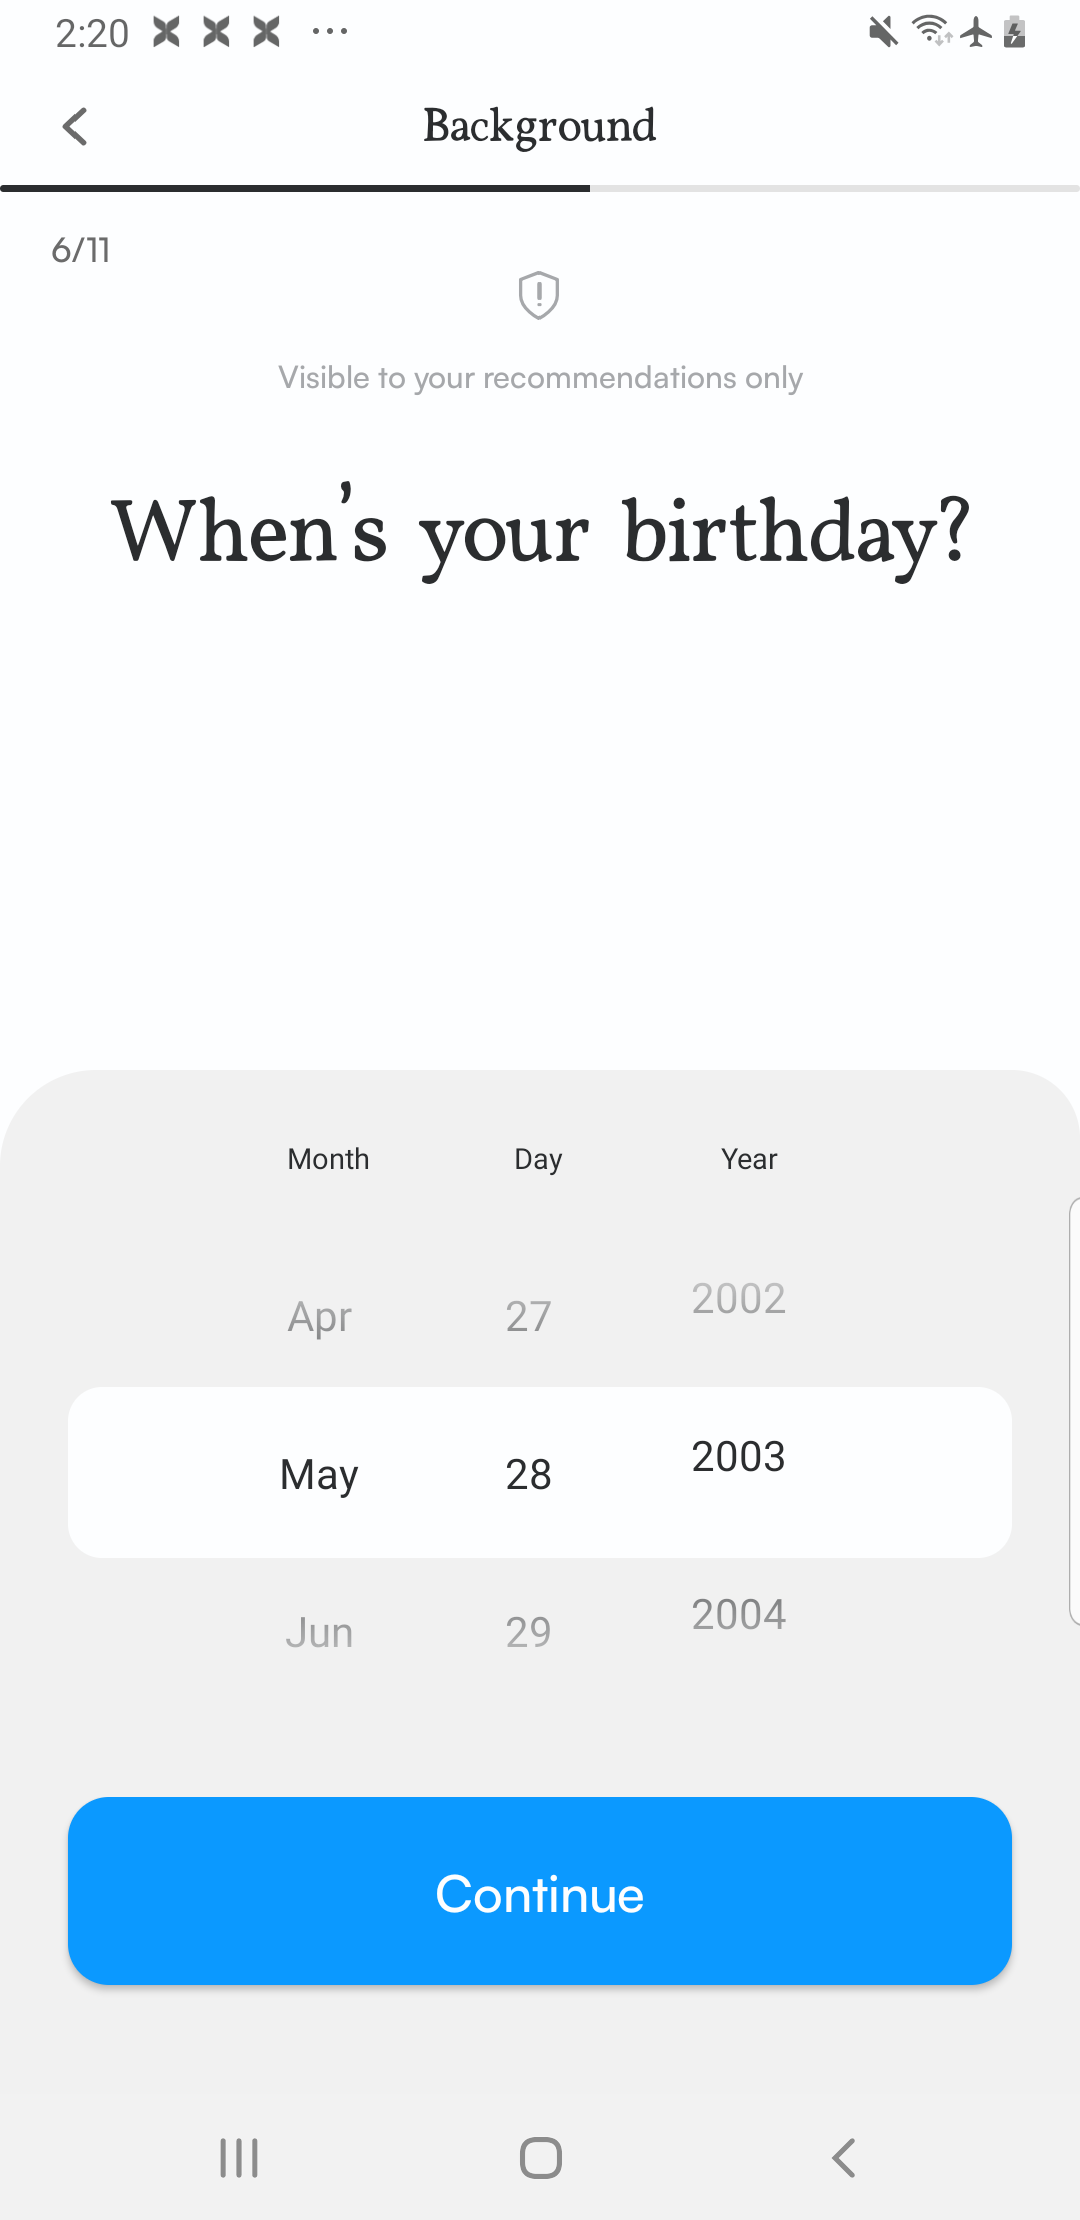 2:20
Background
6/11
Visible to your recommendations only
When's your birthday?
Month Day Year
Apr 27 2002
May 28 2003
Jun 29 2004
Continue